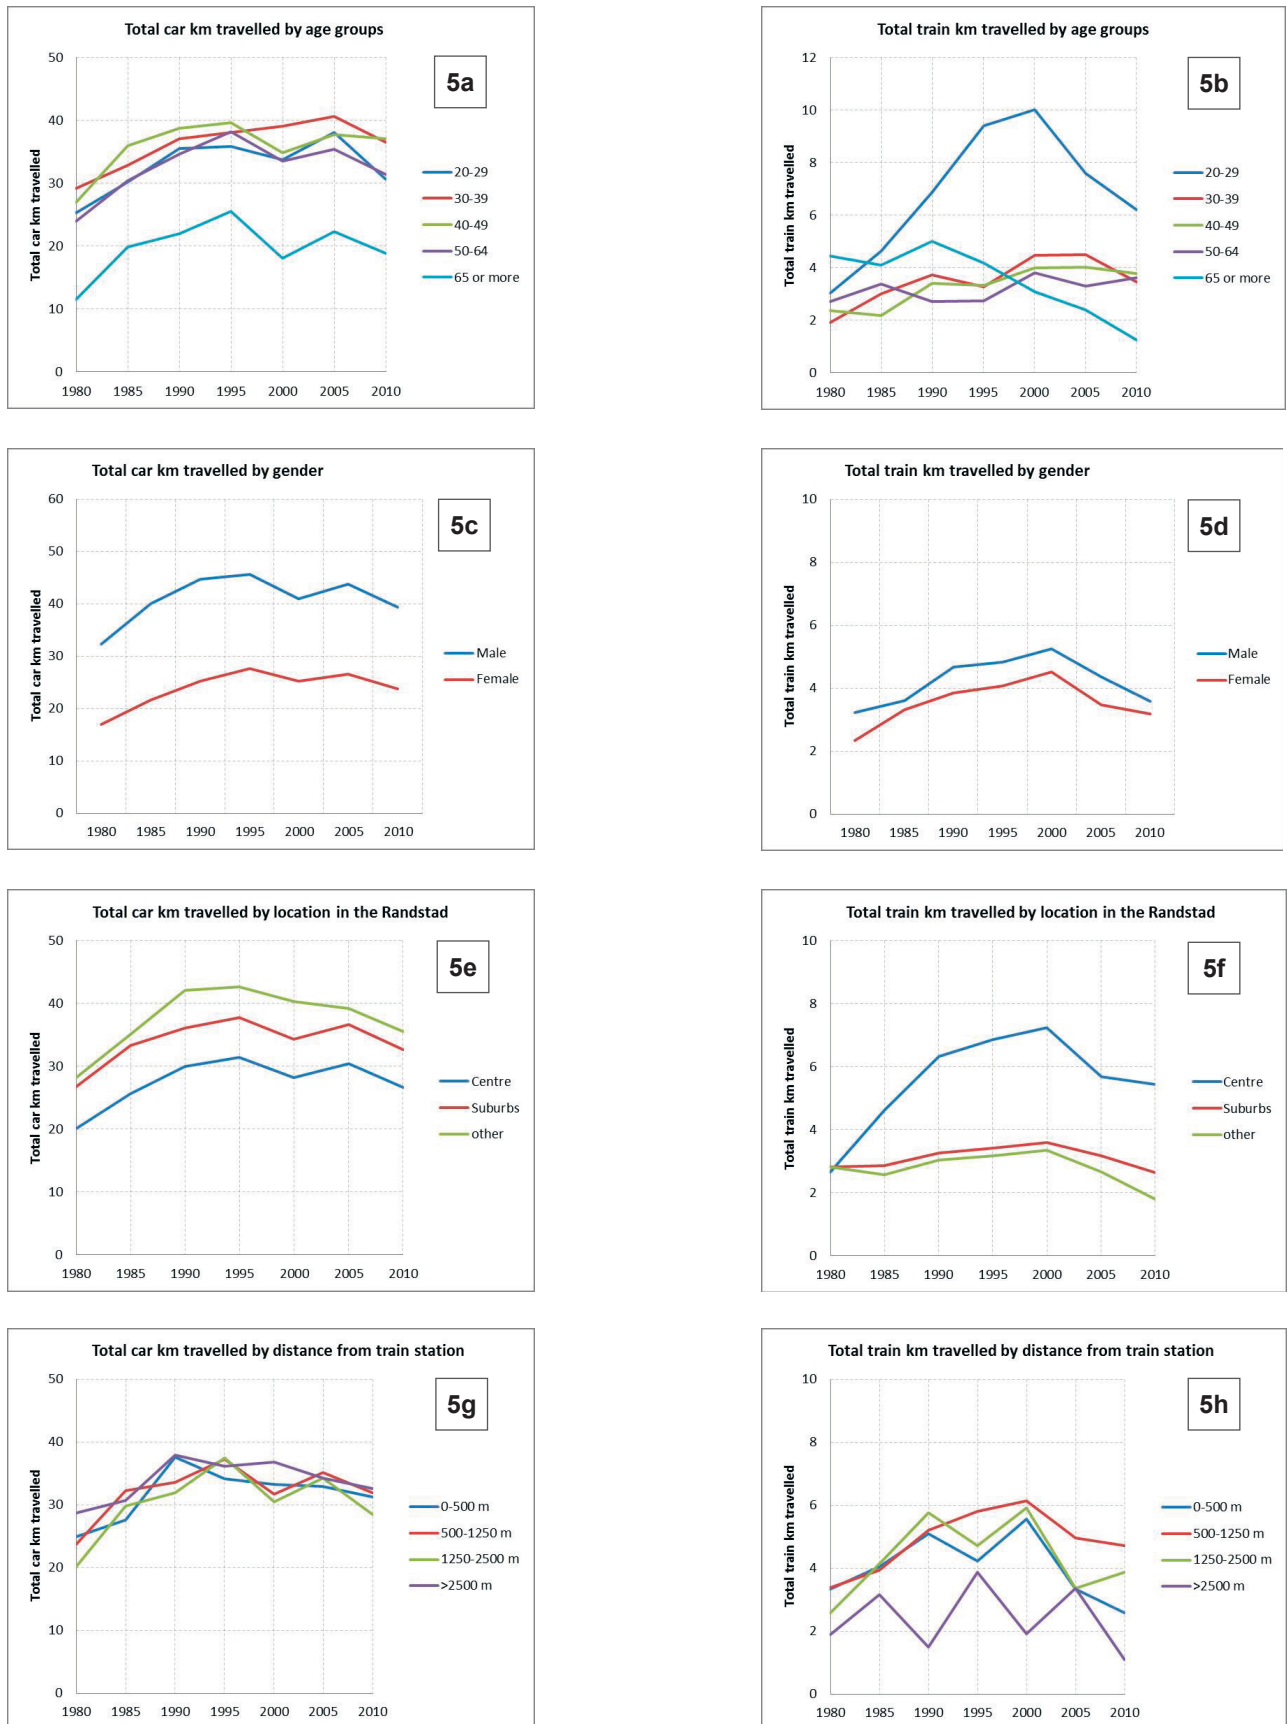 Total car km travelled by age groups
5a
Total car km travelled
50
40
30
20
10
0
1980 1985 1990 1995 2000 2005 2010
20-29
30-39
40-49
50-64
65 or more
Total train km travelled by age groups
5b
Total train km travelled
12
10
8
6
4
2
0
1980 1985 1990 1995 2000 2005 2010
20-29
30-39
40-49
50-64
65 or more
Total car km travelled by gender
5c
Total car km travelled
60
50
40
30
20
10
0
1980 1985 1990 1995 2000 2005 2010
Male
Female
Total train km travelled by gender
5d
Total train km travelled
10
8
6
4
2
0
1980 1985 1990 1995 2000 2005 2010
Male
Female
Total car km travelled by location in the Randstad
5e
Total car km travelled
50
40
30
20
10
0
1980 1985 1990 1995 2000 2005 2010
Centre
Suburbs
other
Total train km travelled by location in the Randstad
5f
Total train km travelled
10
8
6
4
2
0
1980 1985 1990 1995 2000 2005 2010
Centre
Suburbs
other
Total car km travelled by distance from train station
5g
Total car km travelled
50
40
30
20
10
0
1980 1985 1990 1995 2000 2005 2010
0-500 m
500-1250 m
1250-2500 m
>2500 m
Total train km travelled by distance from train station
5h
Total train km travelled
10
8
6
4
2
0
1980 1985 1990 1995 2000 2005 2010
0-500 m
500-1250 m
1250-2500 m
>2500 m